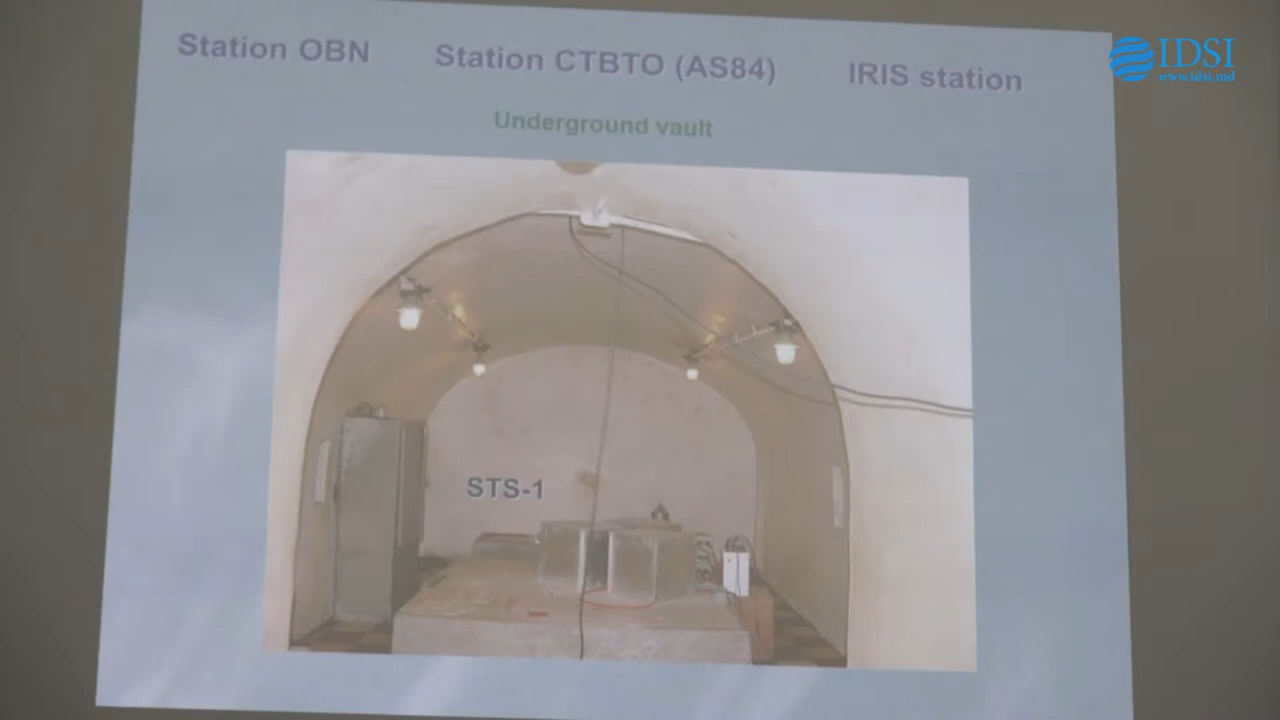 Station OBN Station CTBTO (AS84) IRIS station
IDSI
www.idsi.md
Underground vault
STS-1